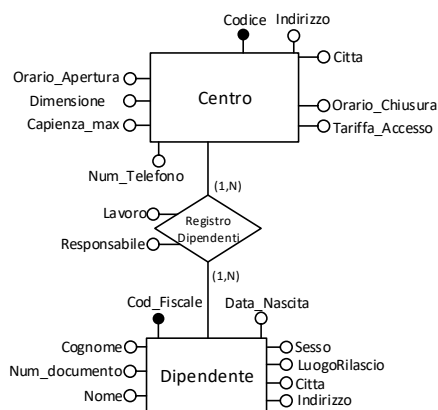 Codice
Indirizzo
Citta
Orario_Apertura
Dimensione
Capienza_max
Centro
Orario_Chiusura
Tariffa_Accesso
Num_Telefono
(1,N)
Lavoro
Responsabile
Registro
Dipendenti
(1,N)
Cod_Fiscale
Data_Nascita
Cognome
Num_documento
Nome
Dipendente
Sesso
LuogoRilascio
Citta
Indirizzo